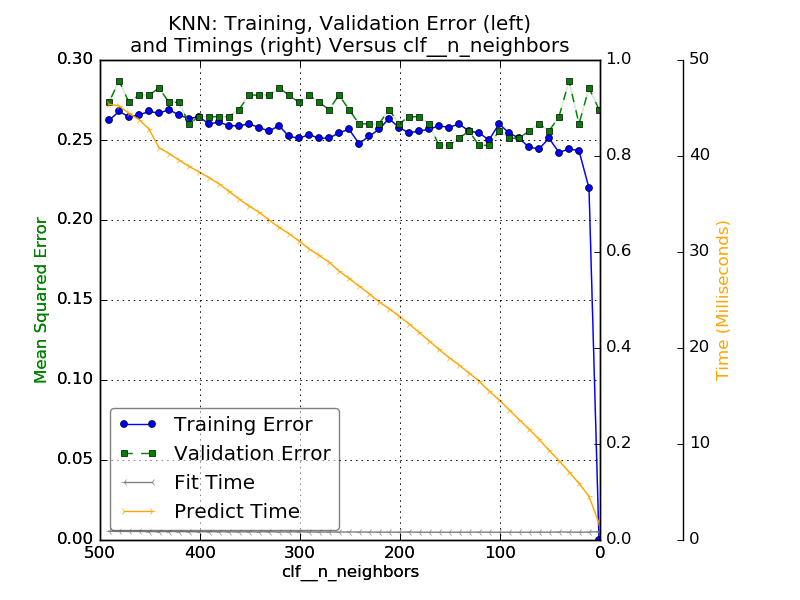 KNN: Training, Validation Error (left)
and Timings (right) Versus clf__n_neighbors
Mean Squared Error
0.30
0.25
0.20
0.15
0.10
0.05
0.00
1.0
0.8
0.6
0.4
0.2
0.0
50
40
30
20
10
0
Time (Milliseconds)
Training Error
Validation Error
Fit Time
Predict Time
500 400 300 200 100 0
clf__n_neighbors